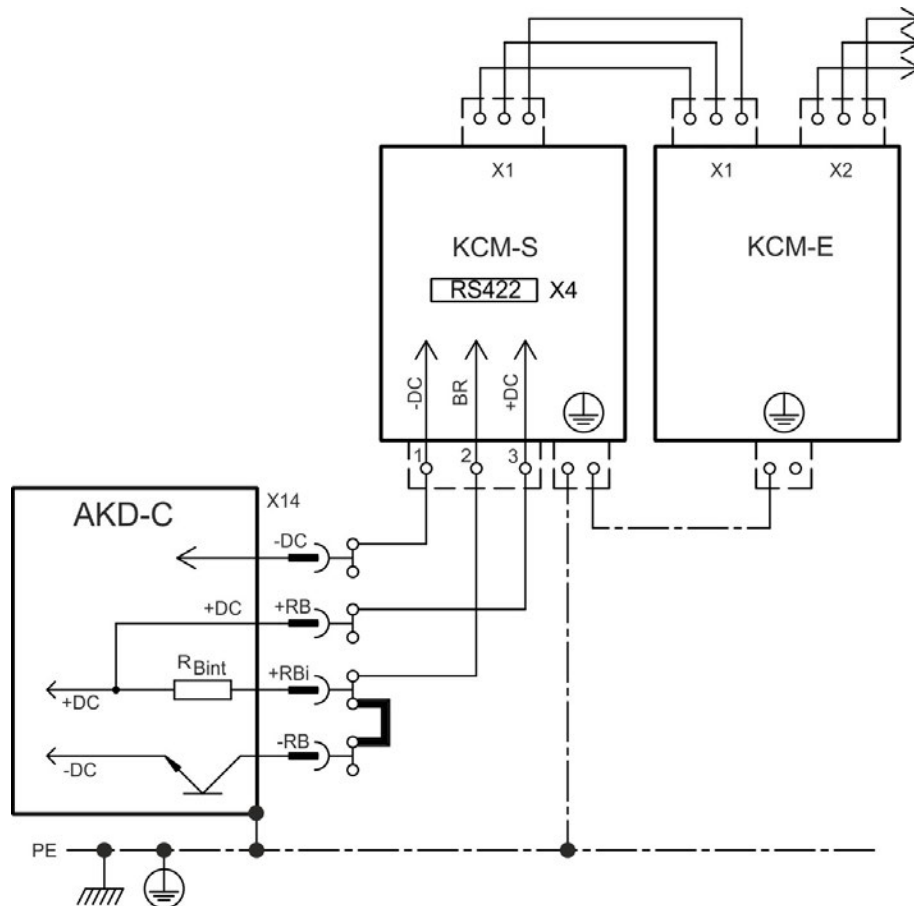 X1
X1
X2
KCM-S
KCM-E
RS422
X4
-DC
BR
+DC
1
2
3
AKD-C
X14
-DC
+DC
+RB
RBint
+RBi
+DC
-RB
-DC
PE